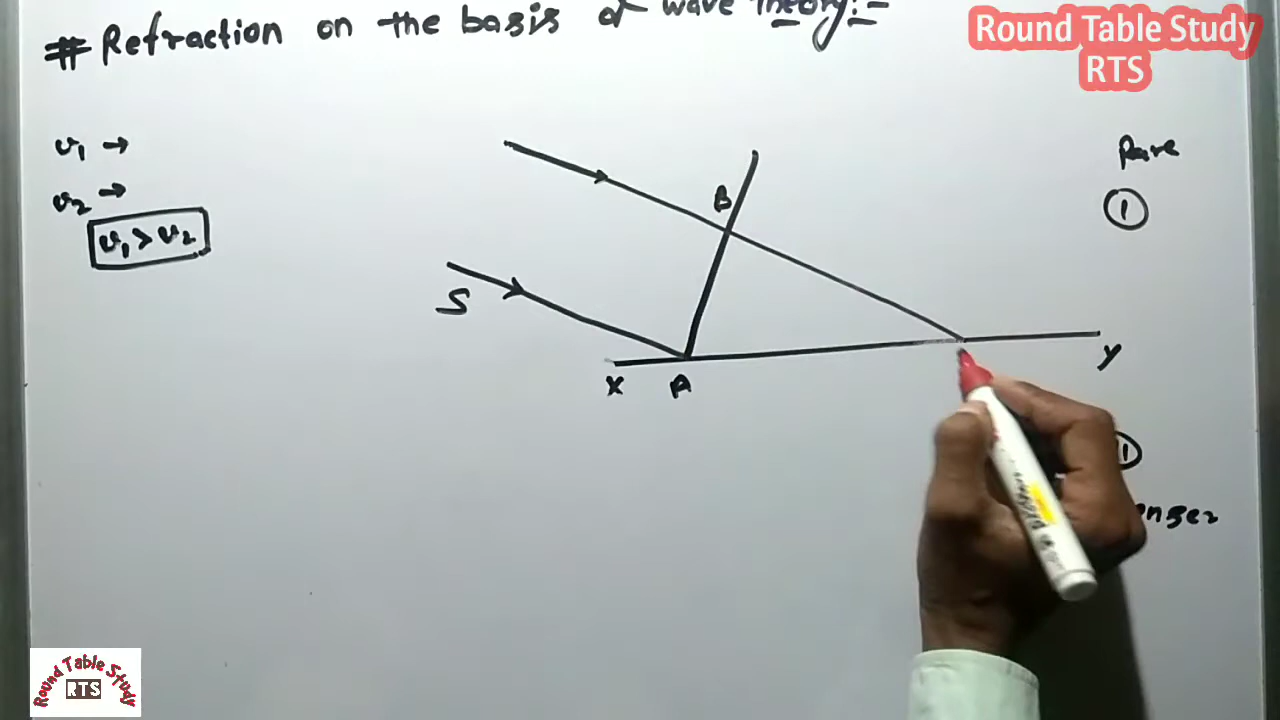 # Refraction on the basis of wave theory:-
Round Table Study
RTS
v₁ →
v₂ →
v₁ > v₂
Rare
①
B
S
X
A
Y
Round Table Study
RTS